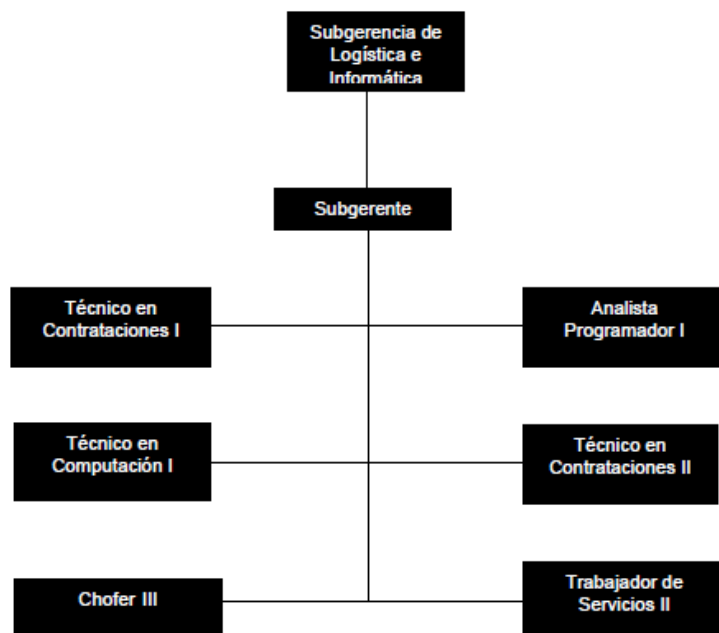 Subgerencia de
Logística e
Informática
Subgerente
Técnico en
Contrataciones I
Analista
Programador I
Técnico en
Computación I
Técnico en
Contrataciones II
Chofer III
Trabajador de
Servicios II